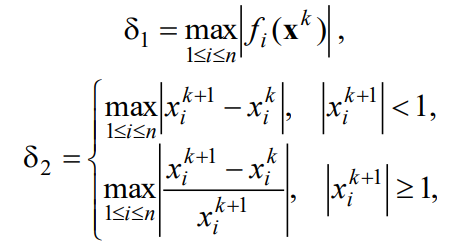 δ₁ = max_{1≤i≤n} |f_i(𝐱^k)|,
δ₂ = { max_{1≤i≤n} |x_i^{k+1} − x_i^k|, |x_i^{k+1}| < 1,
max_{1≤i≤n} |(x_i^{k+1} − x_i^k) / x_i^{k+1}|, |x_i^{k+1}| ≥ 1,